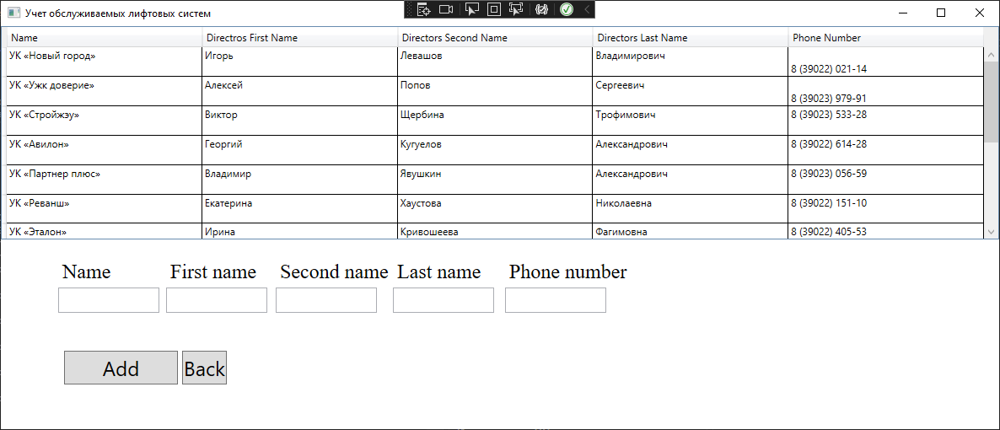 Учет обслуживаемых лифтовых систем
Name Directros First Name Directors Second Name Directors Last Name Phone Number
УК «Новый город» Игорь Левашов Владимирович 8 (39022) 021-14
УК «Ужк доверие» Алексей Попов Сергеевич 8 (39023) 979-91
УК «Стройжэу» Виктор Щербина Трофимович 8 (39023) 533-28
УК «Авилон» Георгий Кугуелов Александрович 8 (39022) 614-28
УК «Партнер плюс» Владимир Явушкин Александрович 8 (39023) 056-59
УК «Реванш» Екатерина Хаустова Николаевна 8 (39022) 151-10
УК «Эталон» Ирина Кривошеева Фагимовна 8 (39022) 405-53
Name First name Second name Last name Phone number
Add Back